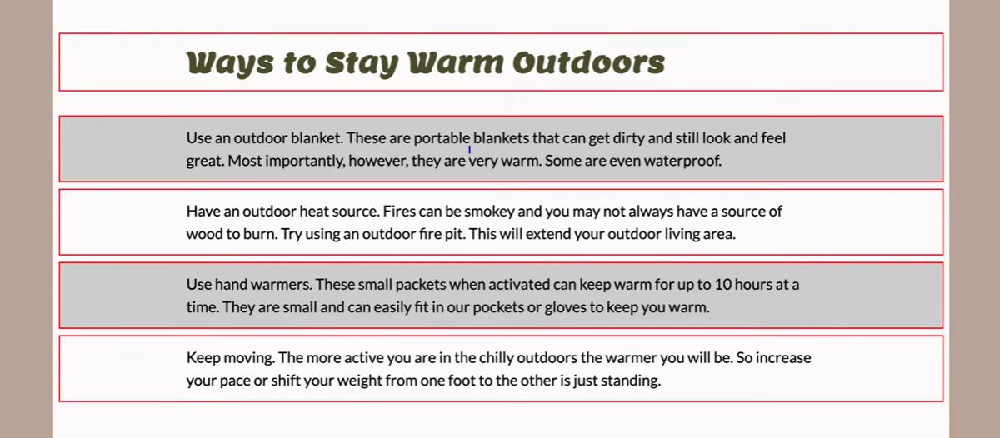 Ways to Stay Warm Outdoors
Use an outdoor blanket. These are portable blankets that can get dirty and still look and feel
great. Most importantly, however, they are very warm. Some are even waterproof.
Have an outdoor heat source. Fires can be smokey and you may not always have a source of
wood to burn. Try using an outdoor fire pit. This will extend your outdoor living area.
Use hand warmers. These small packets when activated can keep warm for up to 10 hours at a
time. They are small and can easily fit in our pockets or gloves to keep you warm.
Keep moving. The more active you are in the chilly outdoors the warmer you will be. So increase
your pace or shift your weight from one foot to the other is just standing.